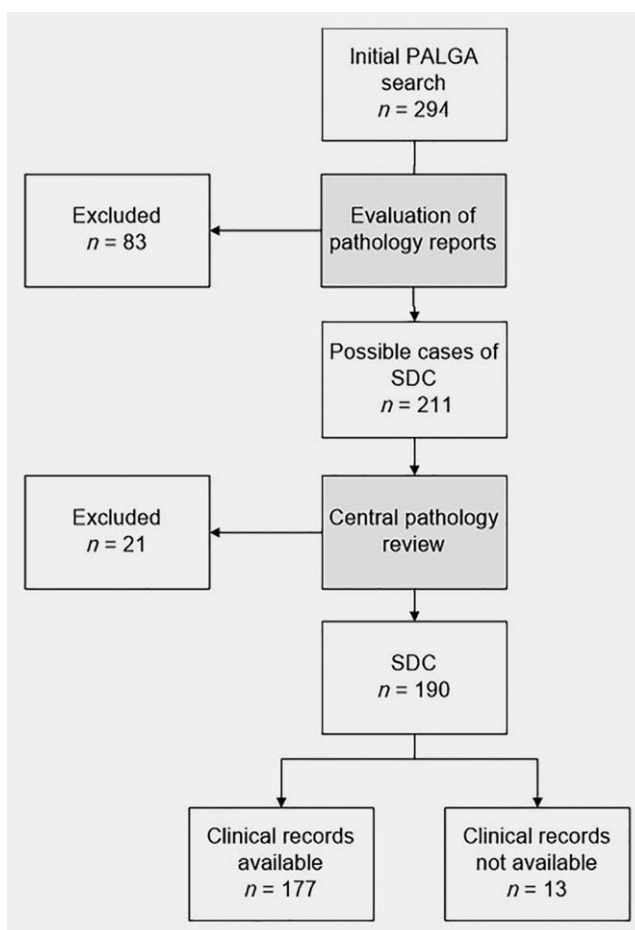 Initial PALGA
search
n = 294
Excluded
n = 83
Evaluation of
pathology reports
Possible cases of
SDC
n = 211
Excluded
n = 21
Central pathology
review
SDC
n = 190
Clinical records
available
n = 177
Clinical records
not available
n = 13